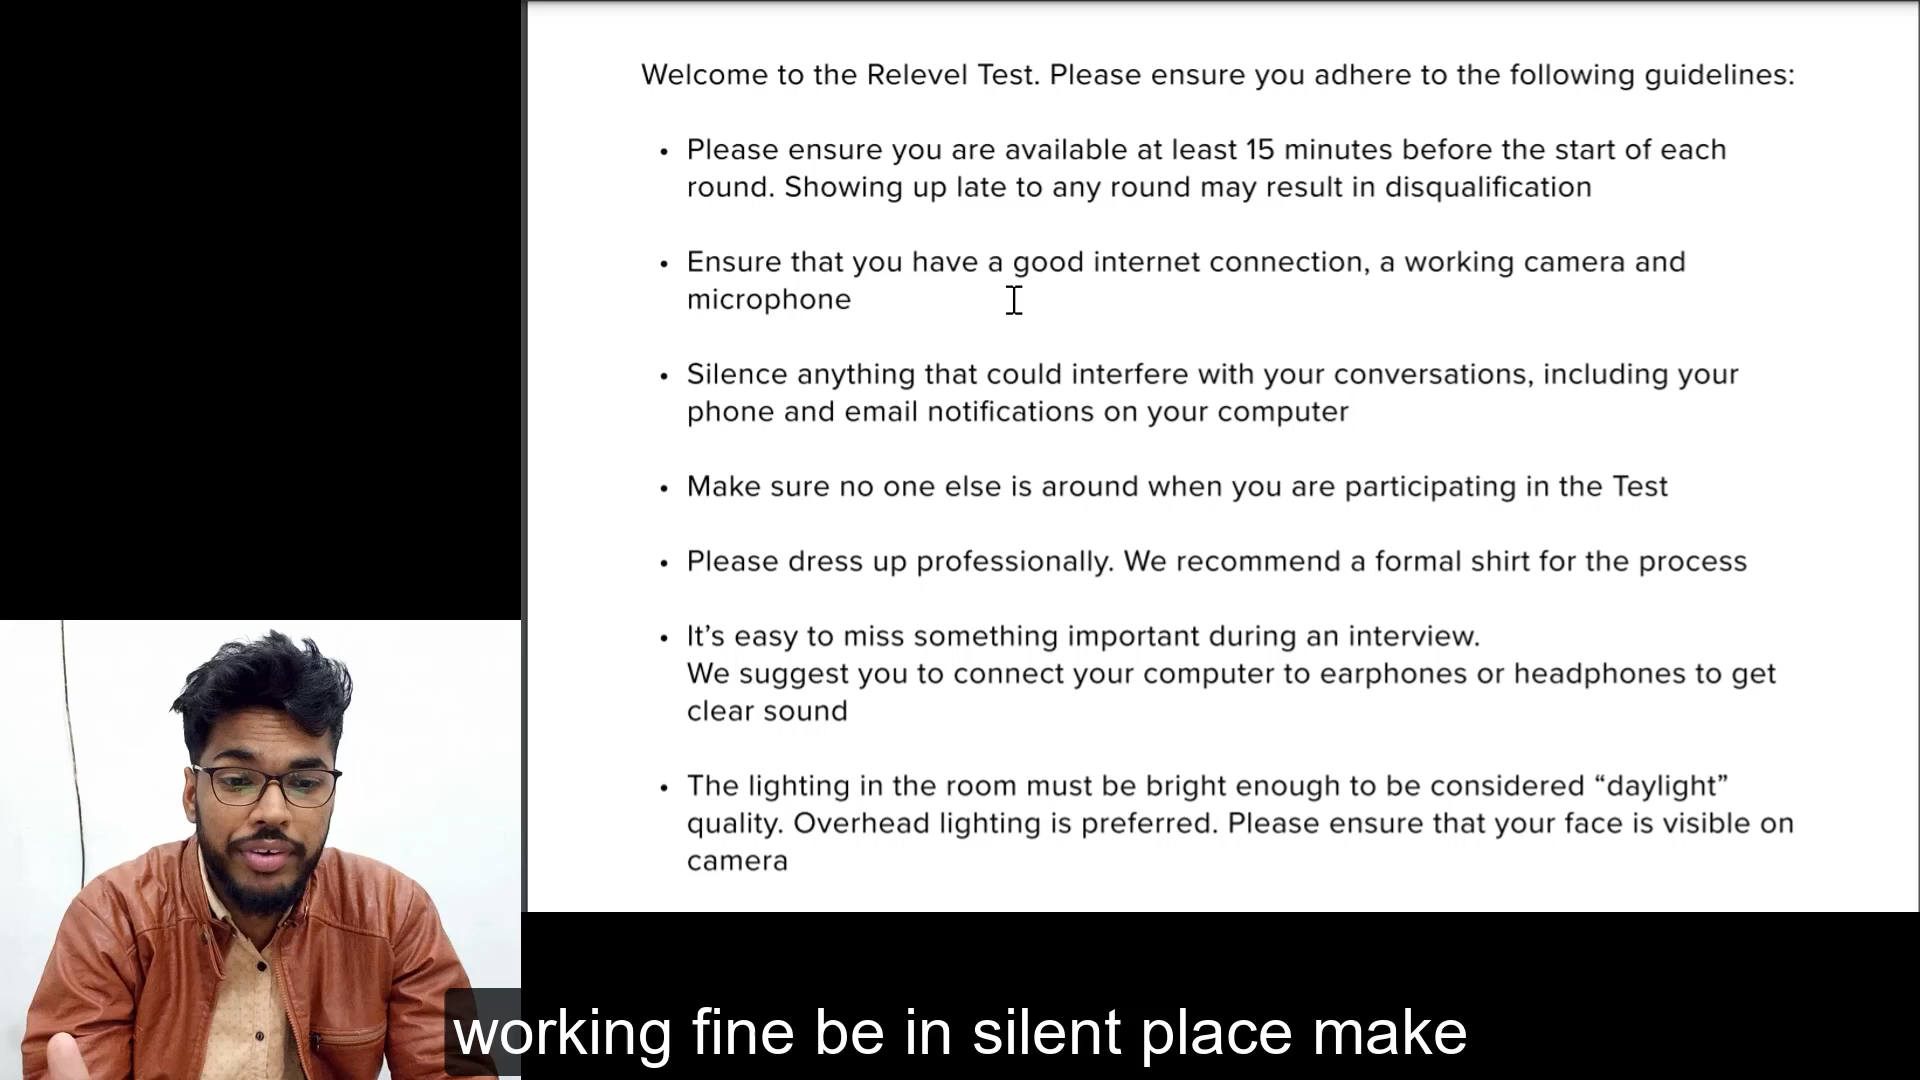 Welcome to the Relevel Test. Please ensure you adhere to the following guidelines:
• Please ensure you are available at least 15 minutes before the start of each
round. Showing up late to any round may result in disqualification
• Ensure that you have a good internet connection, a working camera and
microphone
• Silence anything that could interfere with your conversations, including your
phone and email notifications on your computer
• Make sure no one else is around when you are participating in the Test
• Please dress up professionally. We recommend a formal shirt for the process
• It’s easy to miss something important during an interview.
We suggest you to connect your computer to earphones or headphones to get
clear sound
• The lighting in the room must be bright enough to be considered “daylight”
quality. Overhead lighting is preferred. Please ensure that your face is visible on
camera
working fine be in silent place make